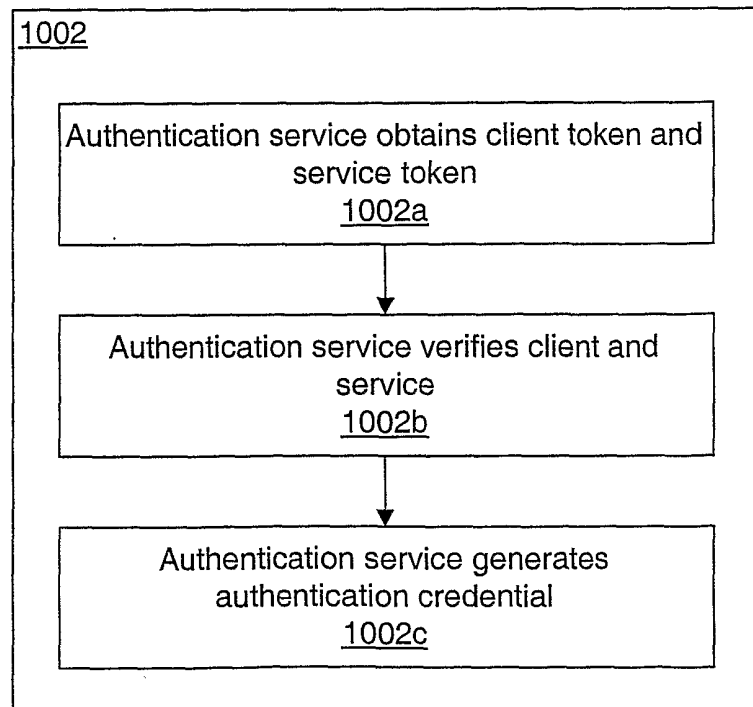 1002
Authentication service obtains client token and
service token
1002a
Authentication service verifies client and
service
1002b
Authentication service generates
authentication credential
1002c